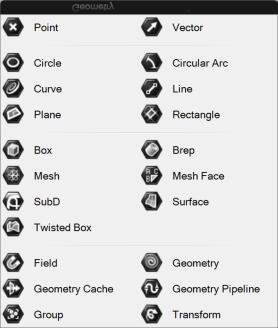 Geometry
Point Vector
Circle Circular Arc
Curve Line
Plane Rectangle
Box Brep
Mesh Mesh Face
SubD Surface
Twisted Box
Field Geometry
Geometry Cache Geometry Pipeline
Group Transform